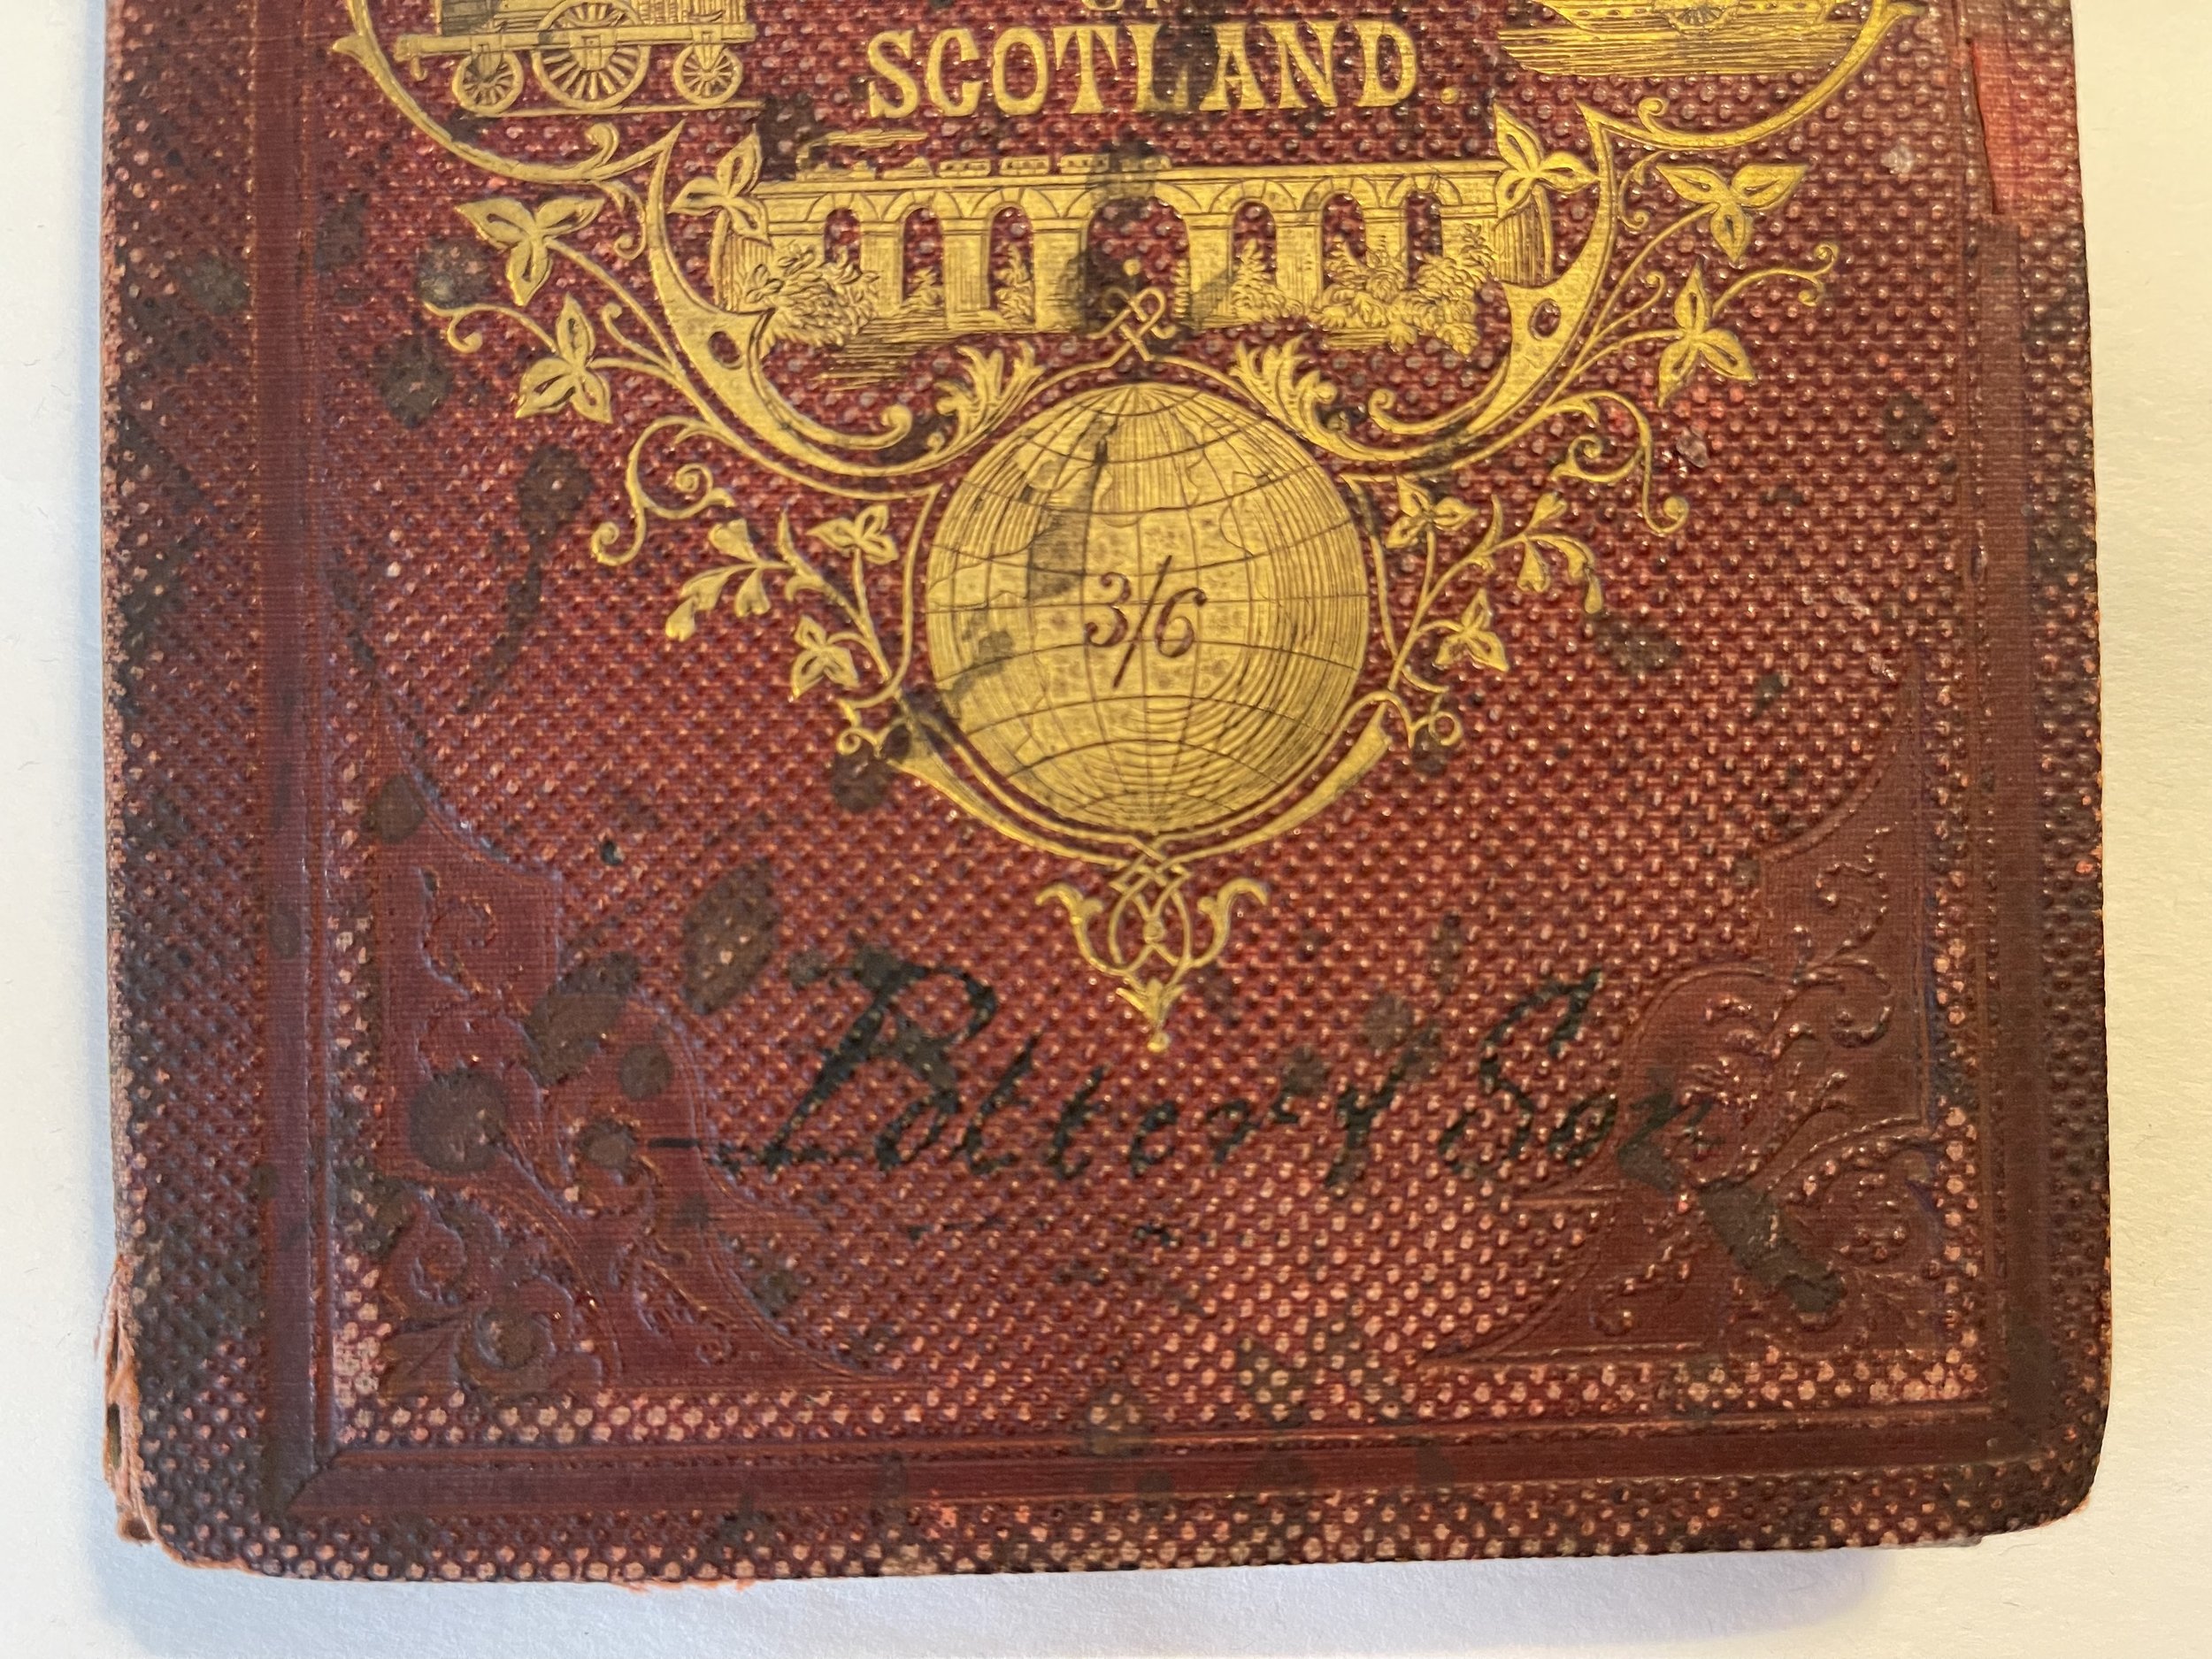 SCOTLAND.
3/6
Potter & Son